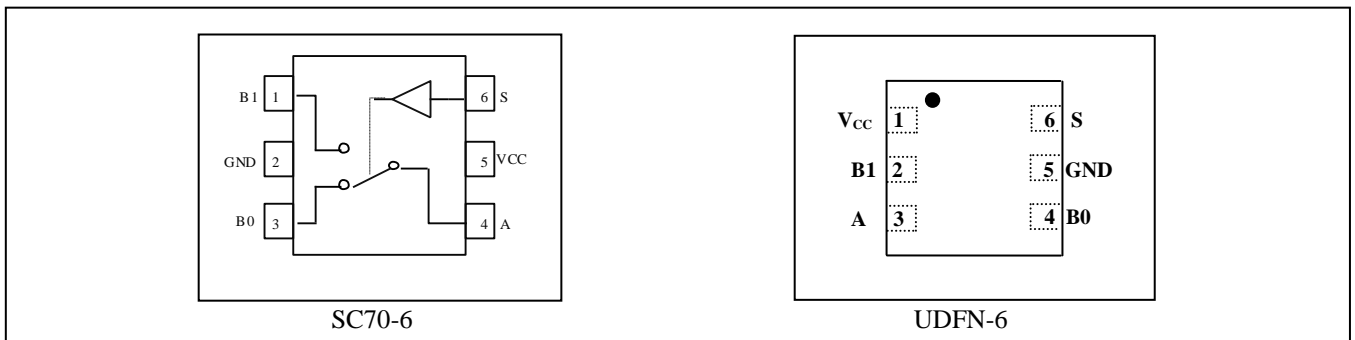 B1 1
6 S
GND 2
5 VCC
B0 3
4 A
SC70-6
VCC 1
6 S
B1 2
5 GND
A 3
4 B0
UDFN-6